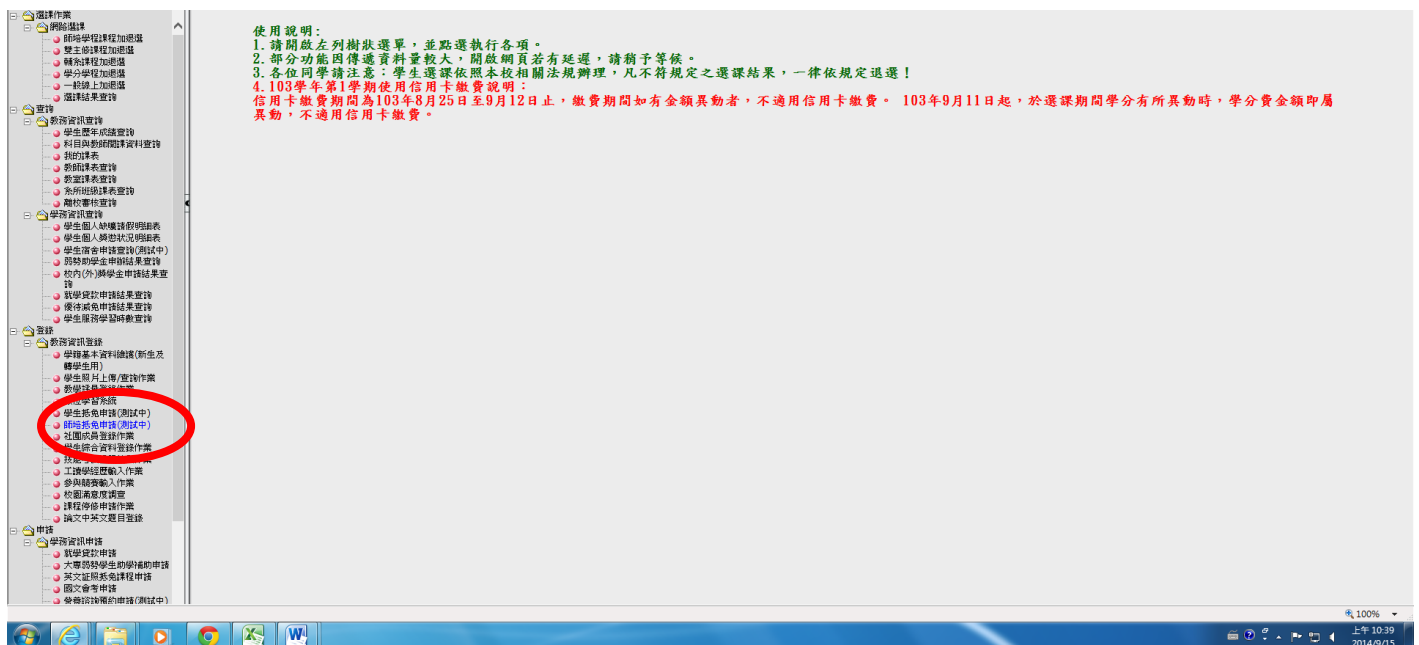 選課作業
網路選課
師培學程課程加退選
雙主修課程加退選
輔系課程加退選
學分學程加退選
一般線上加退選
選課結果查詢
查詢
教務資訊查詢
學生歷年成績查詢
科目與教師開課資料查詢
我的課表
教師課表查詢
教室課表查詢
系所班級課表查詢
離校審核查詢
學務資訊查詢
學生個人缺曠請假明細表
學生個人獎懲狀況明細表
學生宿舍申請查詢(測試中)
弱勢助學金申辦結果查詢
校內(外)獎學金申請結果查
詢
就學貸款申請結果查詢
優待減免申請結果查詢
學生服務學習時數查詢
登錄
教務資訊登錄
學籍基本資料維護(新生及
轉學生用)
學生照片上傳/查詢作業
學習系統
學生抵免申請(測試中)
師培抵免申請(測試中)
社團成員登錄作業
學生綜合資料登錄作業
工讀學經歷輸入作業
參與競賽輸入作業
校園滿意度調查
課程停修申請作業
論文中英文題目登錄
申請
學務資訊申請
就學貸款申請
大專弱勢學生助學補助申請
英文証照抵免課程申請
國文會考申請
營養諮詢預約申請(測試中)
使用說明:
1.請開啟左列樹狀選單，並點選執行各項。
2.部分功能因傳遞資料量較大，開啟網頁若有延遲，請稍予等候。
3.各位同學請注意：學生選課依照本校相關法規辦理，凡不符規定之選課結果，一律依規定退選！
4.103學年第1學期使用信用卡繳費說明：
信用卡繳費期間為103年8月25日至9月12日止，繳費期間如有金額異動者，不適用信用卡繳費。 103年9月11日起，於選課期間學分有所異動時，學分費金額即屬
異動，不適用信用卡繳費。
100%
上午 10:39
2014/9/15